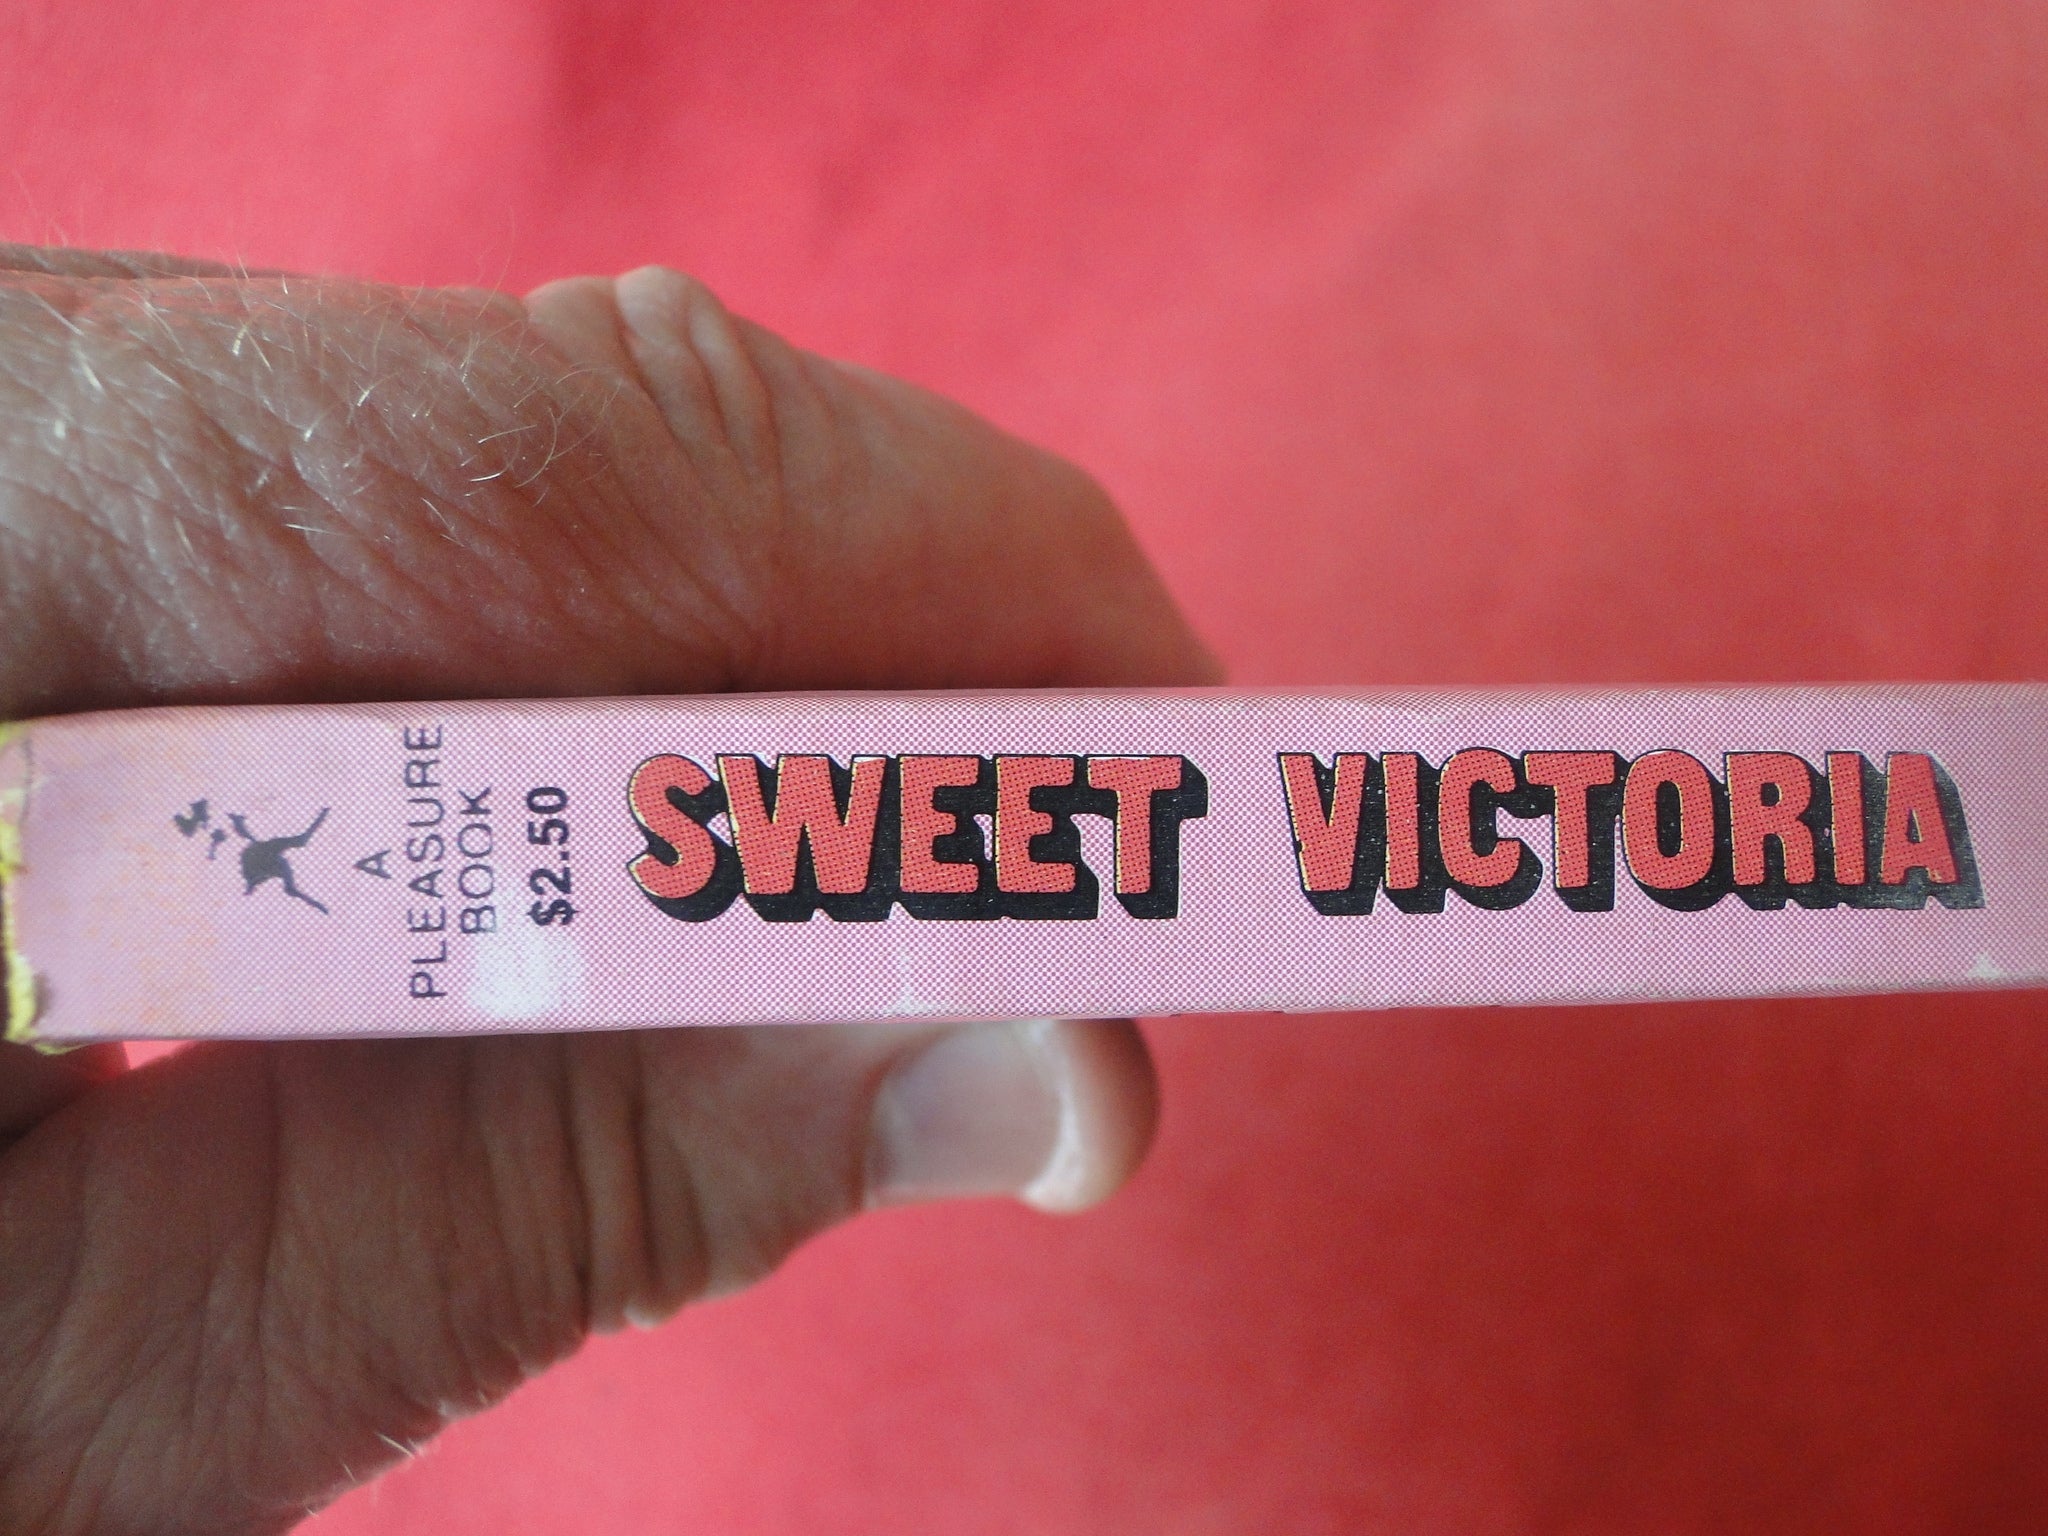 A
PLEASURE
BOOK
$2.50
SWEET VICTORIA